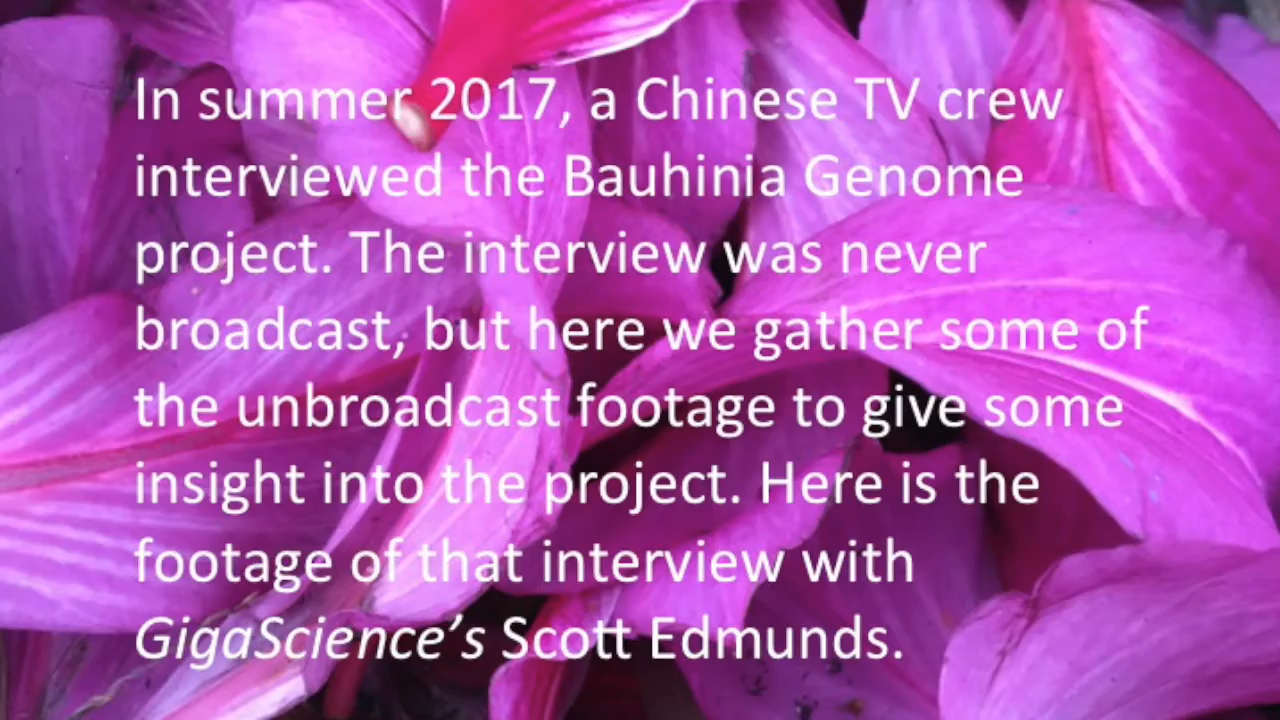 In summer 2017, a Chinese TV crew
interviewed the Bauhinia Genome
project. The interview was never
broadcast, but here we gather some of
the unbroadcast footage to give some
insight into the project. Here is the
footage of that interview with
GigaScience’s Scott Edmunds.